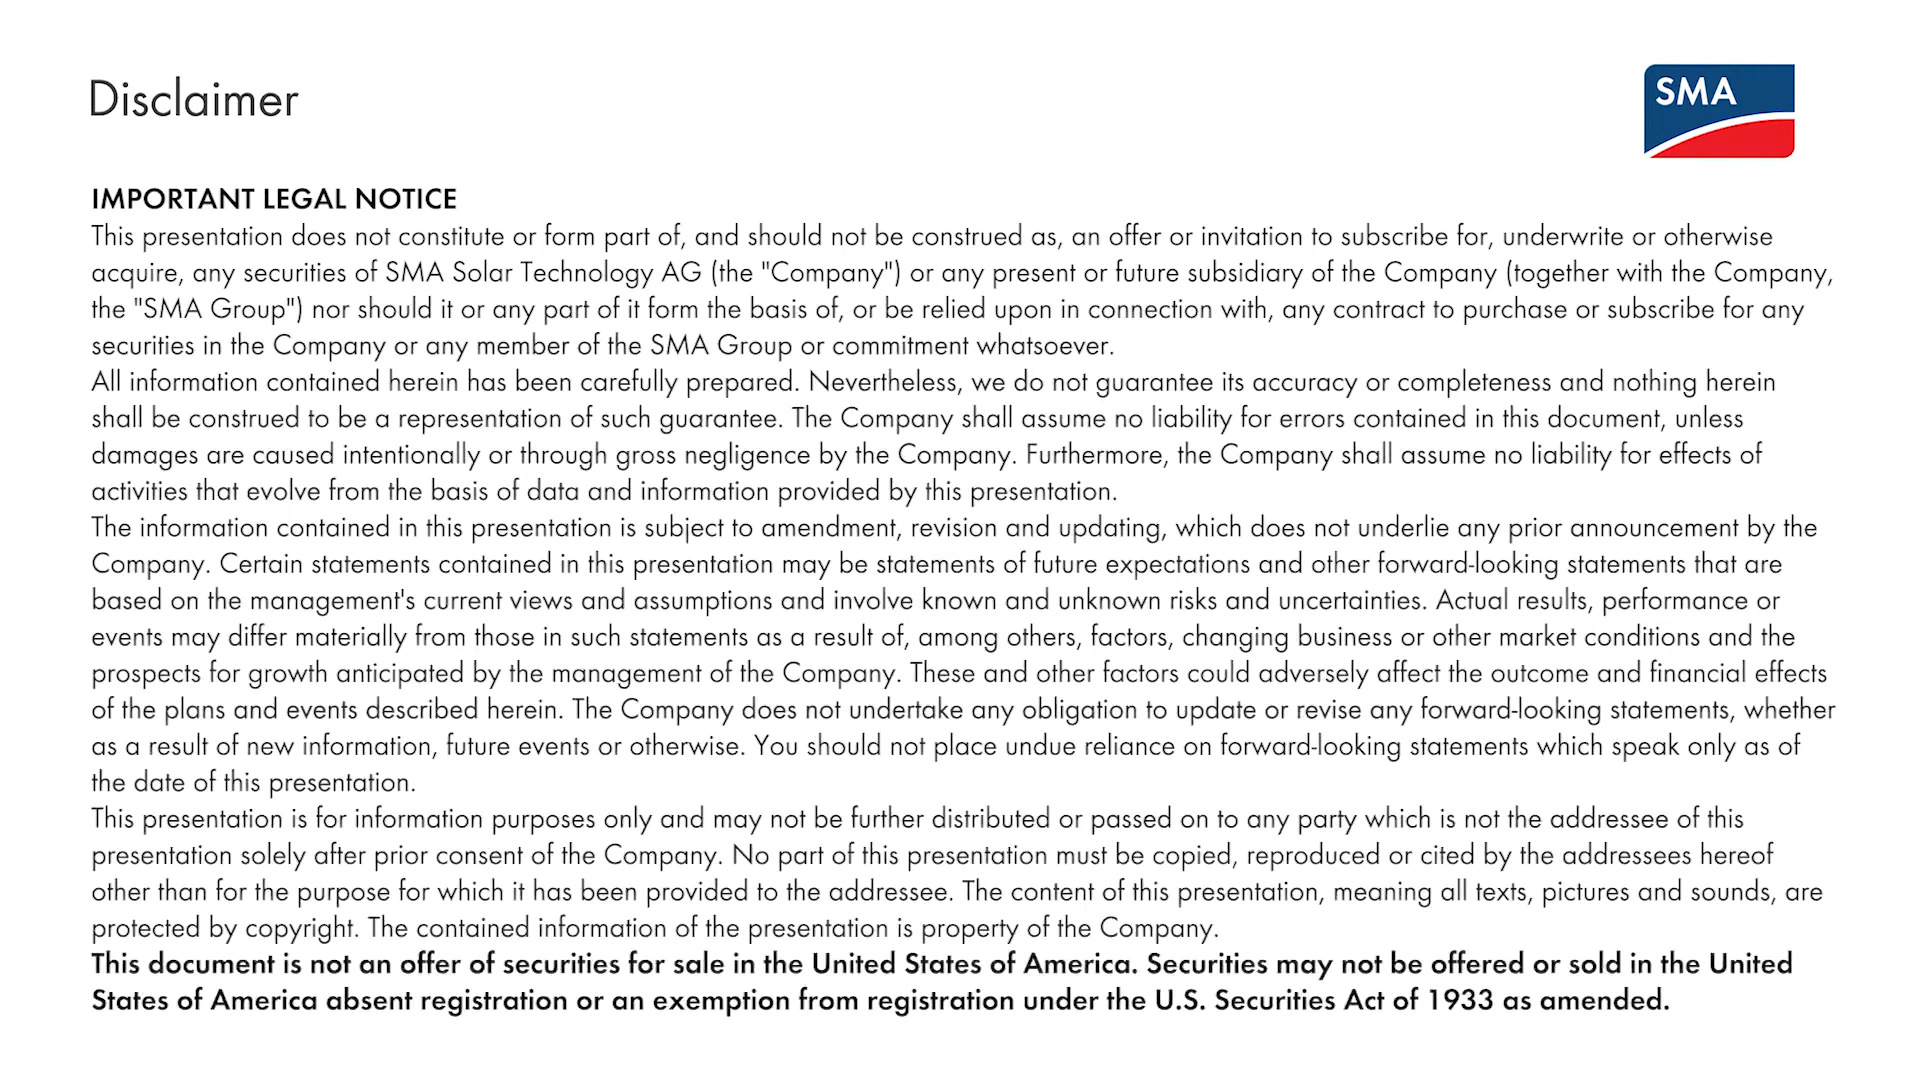 Disclaimer
SMA
IMPORTANT LEGAL NOTICE
This presentation does not constitute or form part of, and should not be construed as, an offer or invitation to subscribe for, underwrite or otherwise
acquire, any securities of SMA Solar Technology AG (the "Company") or any present or future subsidiary of the Company (together with the Company,
the "SMA Group") nor should it or any part of it form the basis of, or be relied upon in connection with, any contract to purchase or subscribe for any
securities in the Company or any member of the SMA Group or commitment whatsoever.
All information contained herein has been carefully prepared. Nevertheless, we do not guarantee its accuracy or completeness and nothing herein
shall be construed to be a representation of such guarantee. The Company shall assume no liability for errors contained in this document, unless
damages are caused intentionally or through gross negligence by the Company. Furthermore, the Company shall assume no liability for effects of
activities that evolve from the basis of data and information provided by this presentation.
The information contained in this presentation is subject to amendment, revision and updating, which does not underlie any prior announcement by the
Company. Certain statements contained in this presentation may be statements of future expectations and other forward-looking statements that are
based on the management's current views and assumptions and involve known and unknown risks and uncertainties. Actual results, performance or
events may differ materially from those in such statements as a result of, among others, factors, changing business or other market conditions and the
prospects for growth anticipated by the management of the Company. These and other factors could adversely affect the outcome and financial effects
of the plans and events described herein. The Company does not undertake any obligation to update or revise any forward-looking statements, whether
as a result of new information, future events or otherwise. You should not place undue reliance on forward-looking statements which speak only as of
the date of this presentation.
This presentation is for information purposes only and may not be further distributed or passed on to any party which is not the addressee of this
presentation solely after prior consent of the Company. No part of this presentation must be copied, reproduced or cited by the addressees hereof
other than for the purpose for which it has been provided to the addressee. The content of this presentation, meaning all texts, pictures and sounds, are
protected by copyright. The contained information of the presentation is property of the Company.
This document is not an offer of securities for sale in the United States of America. Securities may not be offered or sold in the United
States of America absent registration or an exemption from registration under the U.S. Securities Act of 1933 as amended.